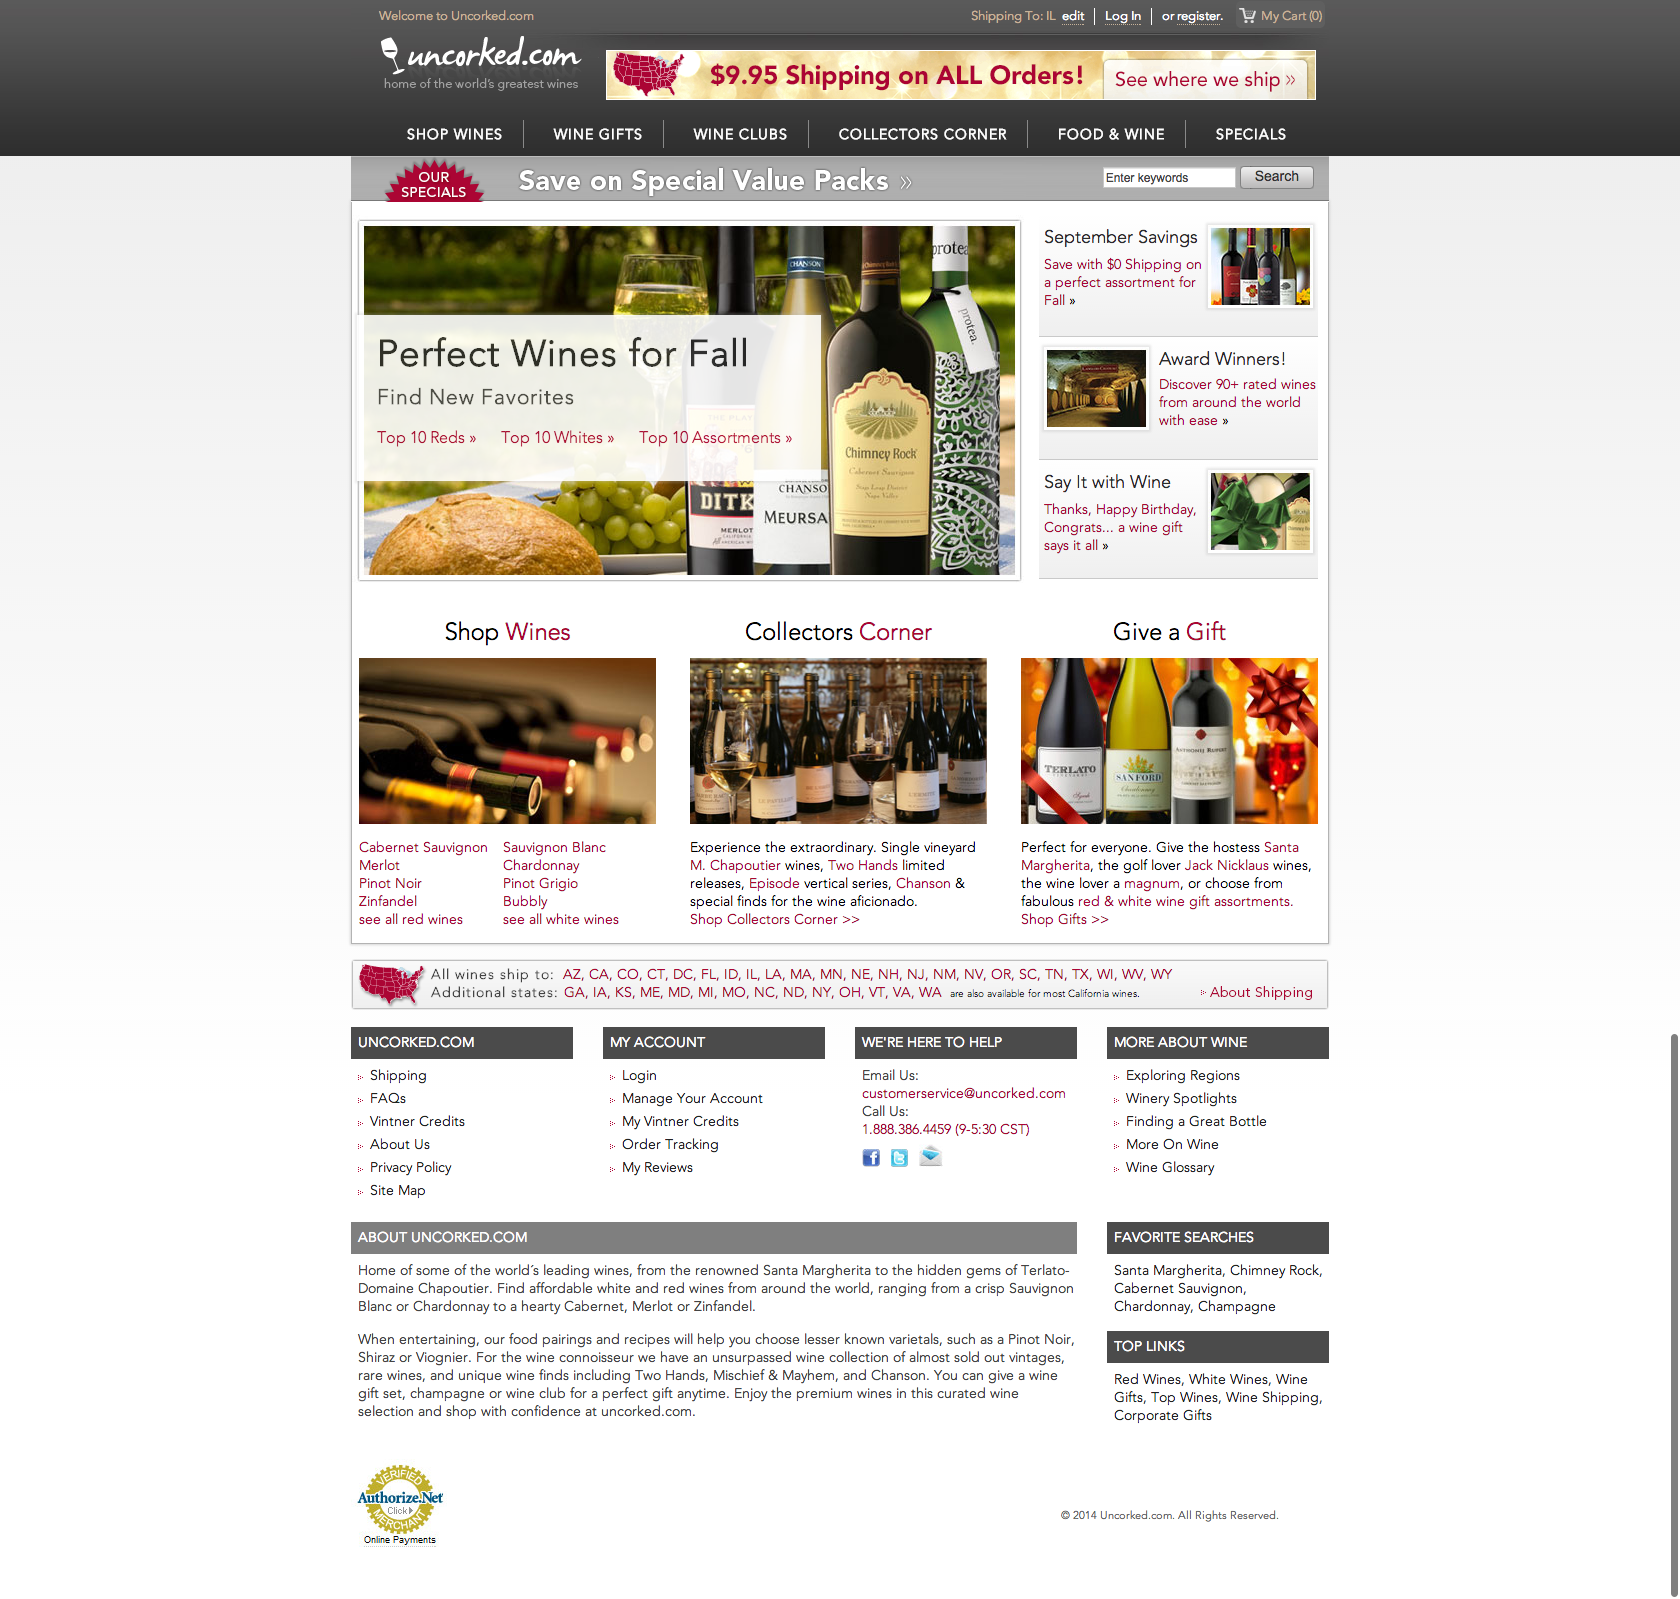 Welcome to Uncorked.com
Shipping To: IL edit
Log In
or register.
My Cart (0)
uncorked.com
home of the world's greatest wines
$9.95 Shipping on ALL Orders!
See where we ship »
SHOP WINES
WINE GIFTS
WINE CLUBS
COLLECTORS CORNER
FOOD & WINE
SPECIALS
OUR
SPECIALS
Save on Special Value Packs »
Enter keywords
Search
Perfect Wines for Fall
Find New Favorites
Top 10 Reds »
Top 10 Whites »
Top 10 Assortments »
CHANSON
protea
protea.
Chimney Rock
Cabernet Sauvignon
Stags Leap District
Napa Valley
DITK
MERLOT
CHANSON
MEURSA
September Savings
Save with $0 Shipping on
a perfect assortment for
Fall »
Award Winners!
Discover 90+ rated wines
from around the world
with ease »
Say It with Wine
Thanks, Happy Birthday,
Congrats... a wine gift
says it all »
Shop Wines
Cabernet Sauvignon
Merlot
Pinot Noir
Zinfandel
see all red wines
Sauvignon Blanc
Chardonnay
Pinot Grigio
Bubbly
see all white wines
Collectors Corner
Experience the extraordinary. Single vineyard
M. Chapoutier wines, Two Hands limited
releases, Episode vertical series, Chanson &
special finds for the wine aficionado.
Shop Collectors Corner >>
Give a Gift
TERLATO
Syrah
SANFORD
Chardonnay
ANTHONIJ RUPERT
Perfect for everyone. Give the hostess Santa
Margherita, the golf lover Jack Nicklaus wines,
the wine lover a magnum, or choose from
fabulous red & white wine gift assortments.
Shop Gifts >>
All wines ship to: AZ, CA, CO, CT, DC, FL, ID, IL, LA, MA, MN, NE, NH, NJ, NM, NV, OR, SC, TN, TX, WI, WV, WY
Additional states: GA, IA, KS, ME, MD, MI, MO, NC, ND, NY, OH, VT, VA, WA are also available for most California wines.
About Shipping
UNCORKED.COM
Shipping
FAQs
Vintner Credits
About Us
Privacy Policy
Site Map
MY ACCOUNT
Login
Manage Your Account
My Vintner Credits
Order Tracking
My Reviews
WE'RE HERE TO HELP
Email Us:
customerservice@uncorked.com
Call Us:
1.888.386.4459 (9-5:30 CST)
MORE ABOUT WINE
Exploring Regions
Winery Spotlights
Finding a Great Bottle
More On Wine
Wine Glossary
ABOUT UNCORKED.COM
Home of some of the world´s leading wines, from the renowned Santa Margherita to the hidden gems of Terlato-
Domaine Chapoutier. Find affordable white and red wines from around the world, ranging from a crisp Sauvignon
Blanc or Chardonnay to a hearty Cabernet, Merlot or Zinfandel.
When entertaining, our food pairings and recipes will help you choose lesser known varietals, such as a Pinot Noir,
Shiraz or Viognier. For the wine connoisseur we have an unsurpassed wine collection of almost sold out vintages,
rare wines, and unique wine finds including Two Hands, Mischief & Mayhem, and Chanson. You can give a wine
gift set, champagne or wine club for a perfect gift anytime. Enjoy the premium wines in this curated wine
selection and shop with confidence at uncorked.com.
FAVORITE SEARCHES
Santa Margherita, Chimney Rock,
Cabernet Sauvignon,
Chardonnay, Champagne
TOP LINKS
Red Wines, White Wines, Wine
Gifts, Top Wines, Wine Shipping,
Corporate Gifts
VERIFIED
Authorize.Net
Click
MERCHANT
Online Payments
© 2014 Uncorked.com. All Rights Reserved.